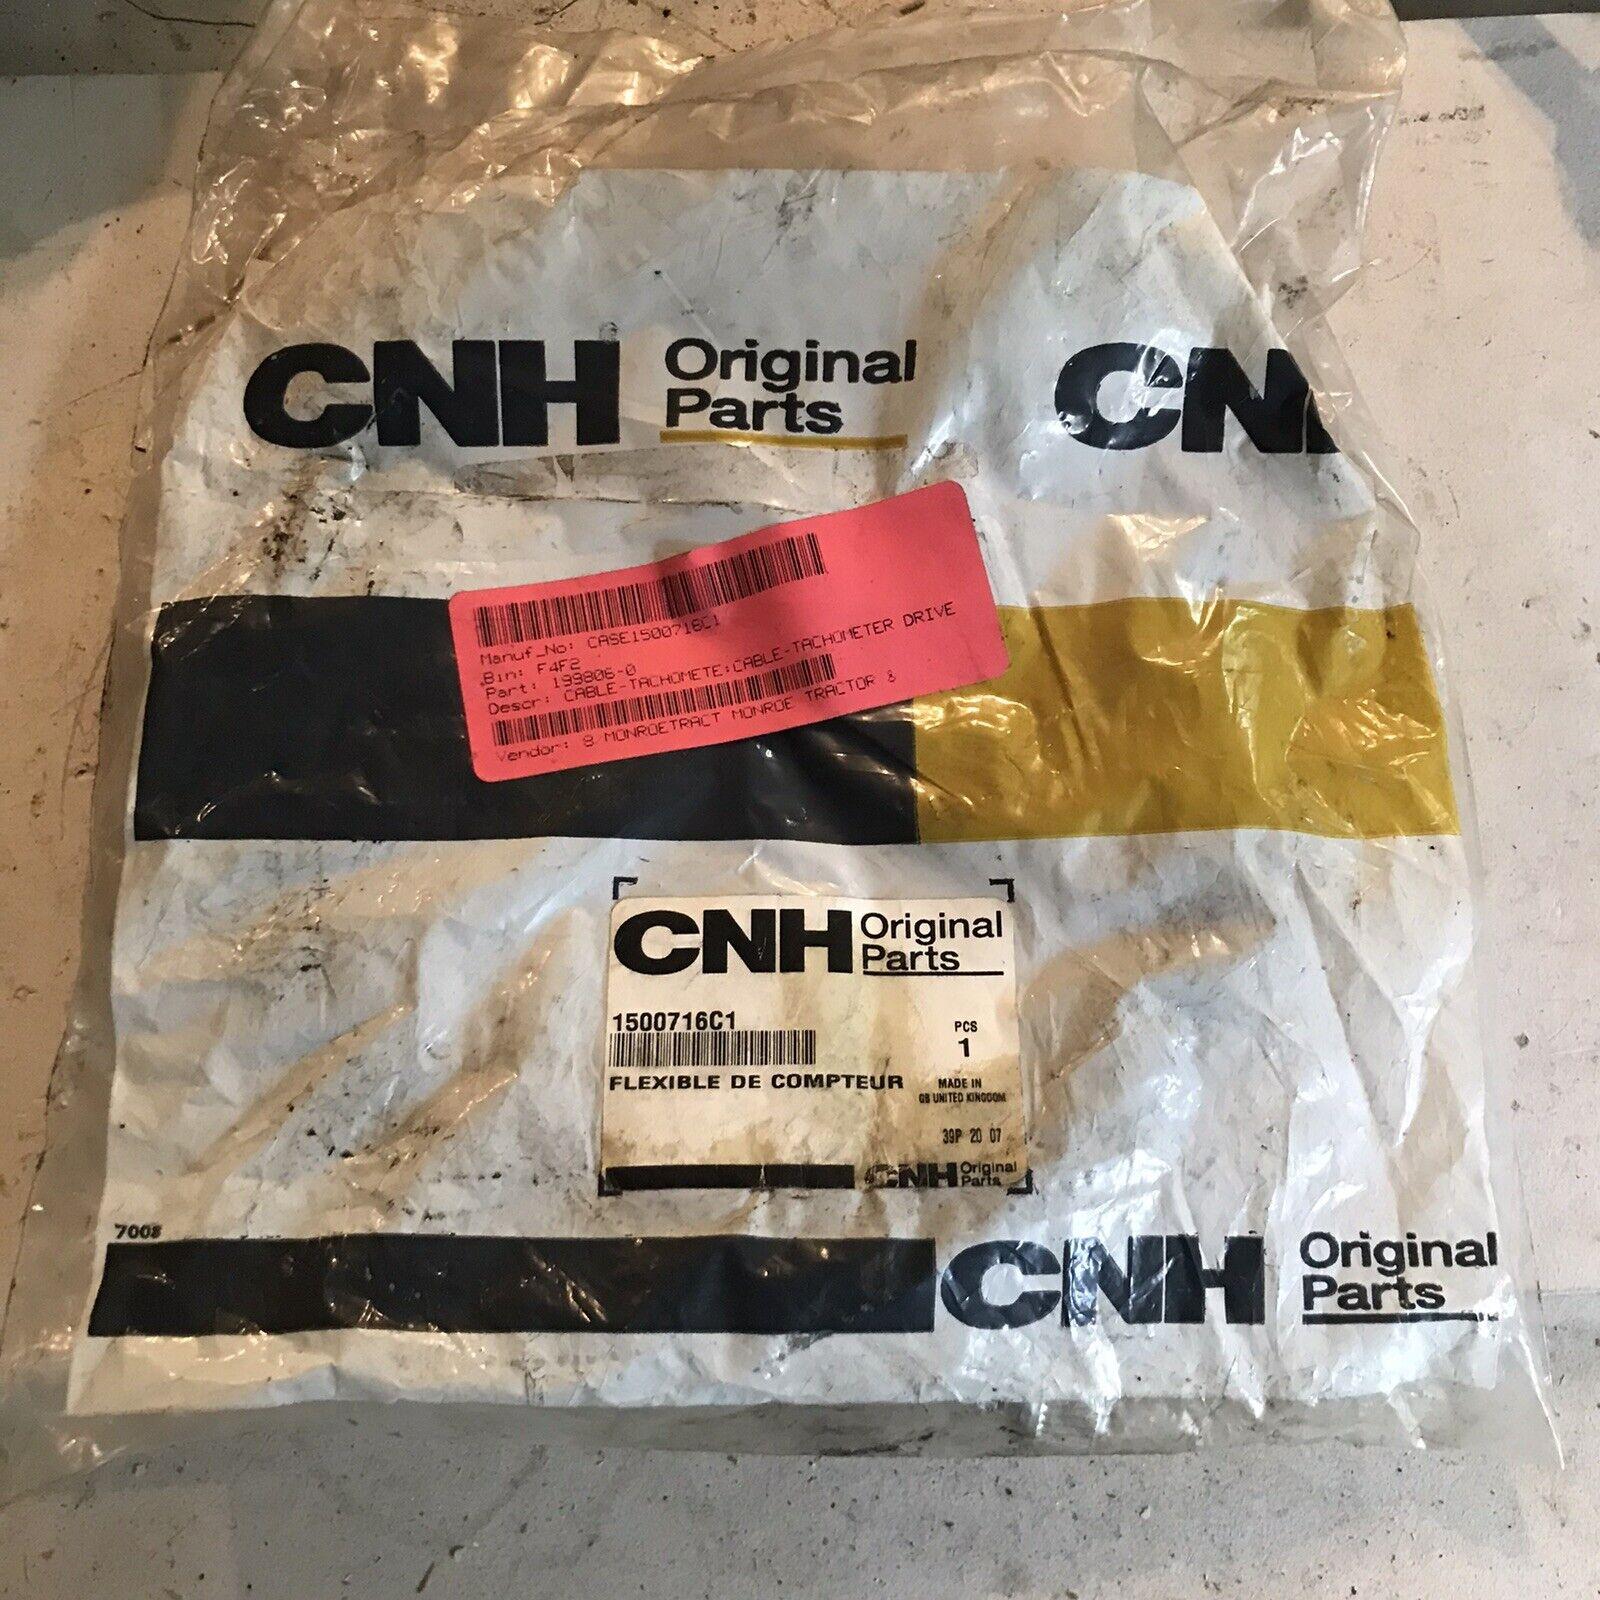 CNH Original Parts
CN
Manuf_No: CASE1500716C1
Bin: F4F2
Part: 199806-0
Descr: CABLE-TACHOMETE;CABLE-TACHOMETER DRIVE
Vendor: 8 MONROETRACT MONROE TRACTOR &
CNH Original Parts
1500716C1
PCS
1
FLEXIBLE DE COMPTEUR
MADE IN
GB UNITED KINGDOM
39P 20 07
CNH Original Parts
7008
CNH Original Parts